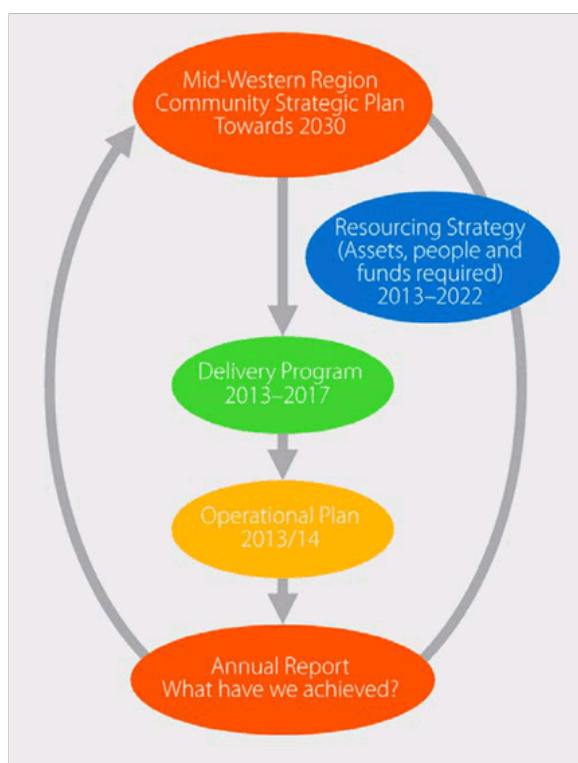 Mid-Western Region
Community Strategic Plan
Towards 2030
Resourcing Strategy
(Assets, people and
funds required)
2013–2022
Delivery Program
2013–2017
Operational Plan
2013/14
Annual Report
What have we achieved?